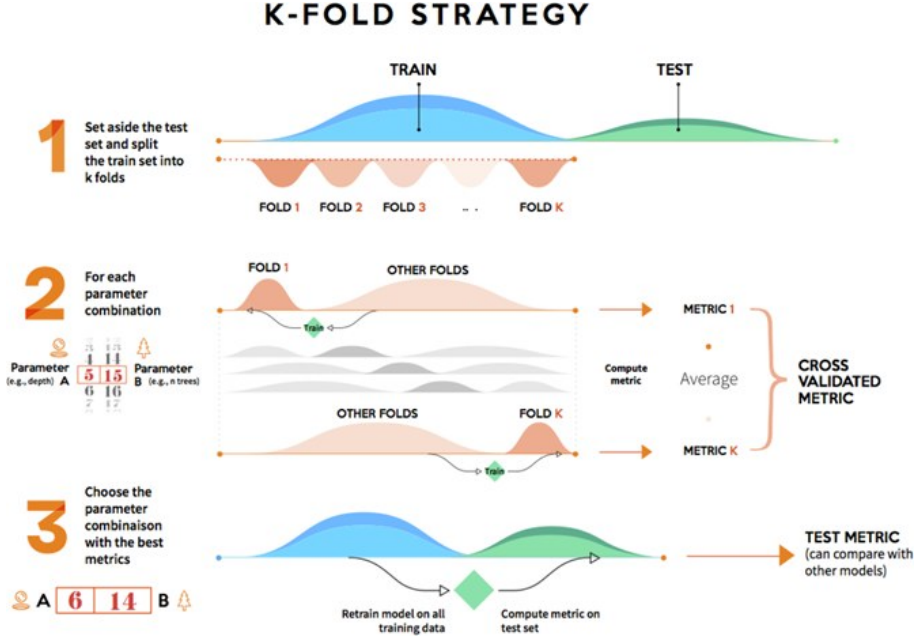 K-FOLD STRATEGY
TRAIN
TEST
1
Set aside the test
set and split
the train set into
k folds
FOLD 1
FOLD 2
FOLD 3
.. .
FOLD K
2
For each
parameter
combination
FOLD 1
OTHER FOLDS
Train
METRIC 1
Parameter
(e.g., depth) A
5 15
6 16
Parameter
B (e.g., n trees)
Compute
metric
Average
CROSS
VALIDATED
METRIC
OTHER FOLDS
FOLD K
Train
METRIC K
3
Choose the
parameter
combinaison
with the best
metrics
A 6 14 B
Retrain model on all
training data
Compute metric on
test set
TEST METRIC
(can compare with
other models)